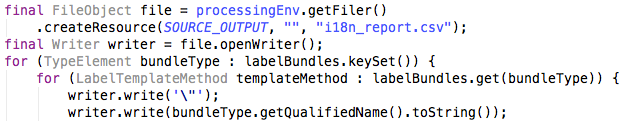 final FileObject file = processingEnv.getFiler()
    .createResource(SOURCE_OUTPUT, "", "i18n_report.csv");
final Writer writer = file.openWriter();
for (TypeElement bundleType : labelBundles.keySet()) {
    for (LabelTemplateMethod templateMethod : labelBundles.get(bundleType)) {
        writer.write('\"');
        writer.write(bundleType.getQualifiedName().toString());